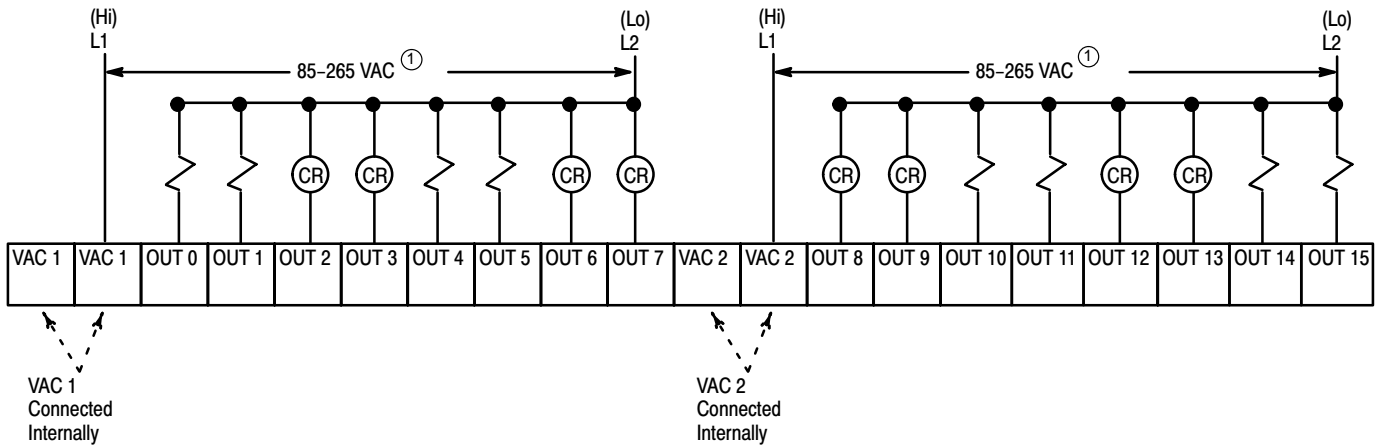 (Hi)
L1
(Lo)
L2
(Hi)
L1
(Lo)
L2
85–265 VAC ①
85–265 VAC ①
CR CR CR CR CR CR CR CR
VAC 1 VAC 1 OUT 0 OUT 1 OUT 2 OUT 3 OUT 4 OUT 5 OUT 6 OUT 7 VAC 2 VAC 2 OUT 8 OUT 9 OUT 10 OUT 11 OUT 12 OUT 13 OUT 14 OUT 15
VAC 1
Connected
Internally
VAC 2
Connected
Internally